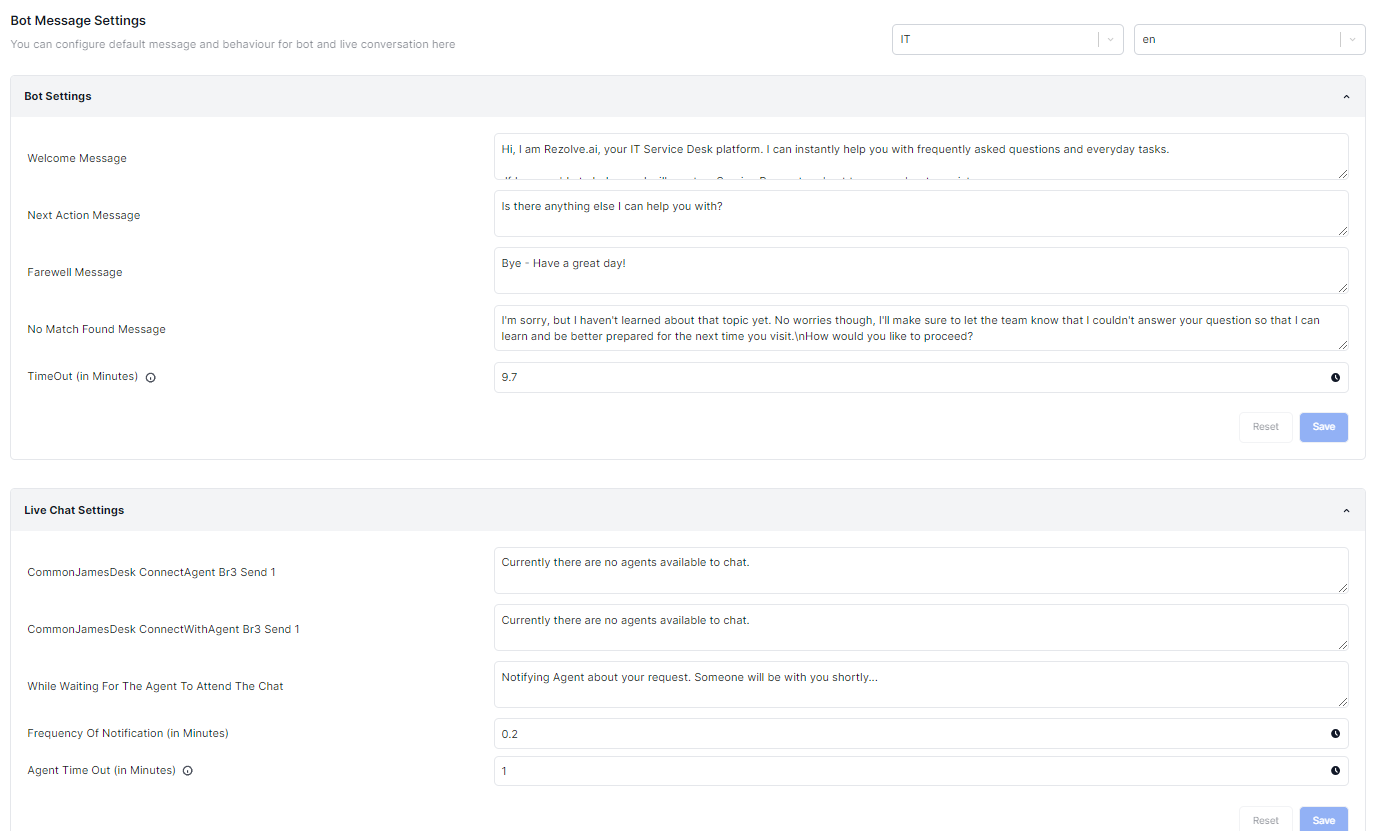 Bot Message Settings
You can configure default message and behaviour for bot and live conversation here
IT
en
Bot Settings
Welcome Message
Hi, I am Rezolve.ai, your IT Service Desk platform. I can instantly help you with frequently asked questions and everyday tasks.
Next Action Message
Is there anything else I can help you with?
Farewell Message
Bye - Have a great day!
No Match Found Message
I'm sorry, but I haven't learned about that topic yet. No worries though, I'll make sure to let the team know that I couldn't answer your question so that I can
learn and be better prepared for the next time you visit.\nHow would you like to proceed?
TimeOut (in Minutes)
9.7
Reset
Save
Live Chat Settings
CommonJamesDesk ConnectAgent Br3 Send 1
Currently there are no agents available to chat.
CommonJamesDesk ConnectWithAgent Br3 Send 1
Currently there are no agents available to chat.
While Waiting For The Agent To Attend The Chat
Notifying Agent about your request. Someone will be with you shortly...
Frequency Of Notification (in Minutes)
0.2
Agent Time Out (in Minutes)
1
Reset
Save